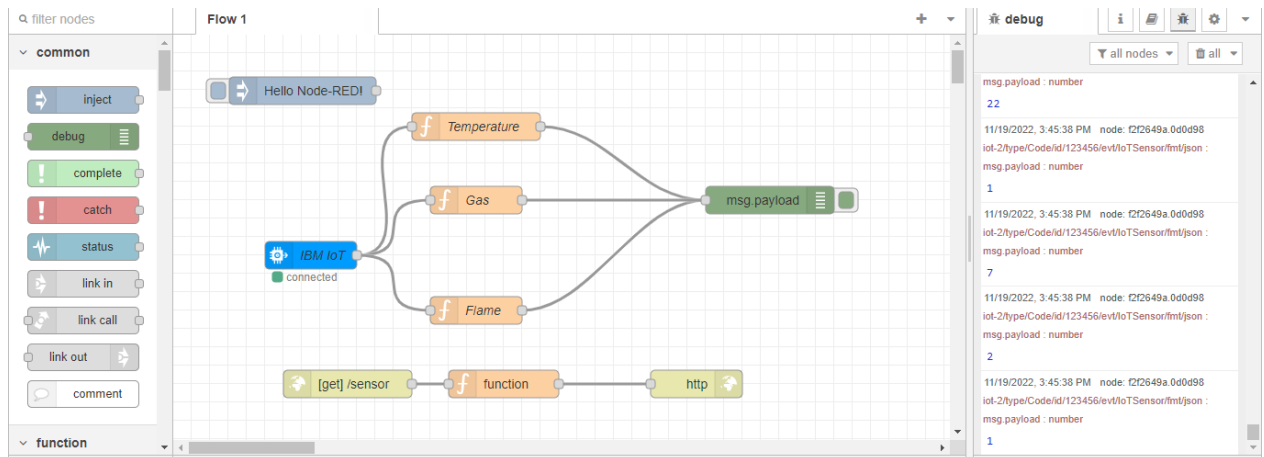 filter nodes
Flow 1
debug
i
common
all nodes
all
inject
debug
complete
catch
status
link in
link call
link out
comment
function
Hello Node-RED!
Temperature
Gas
msg.payload
IBM IoT
connected
Flame
[get] /sensor
function
http
msg.payload : number
22
11/19/2022, 3:45:38 PM node: f2f2649a.0d0d98
iot-2/type/Code/id/123456/evt/IoTSensor/fmt/json :
msg.payload : number
1
11/19/2022, 3:45:38 PM node: f2f2649a.0d0d98
iot-2/type/Code/id/123456/evt/IoTSensor/fmt/json :
msg.payload : number
7
11/19/2022, 3:45:38 PM node: f2f2649a.0d0d98
iot-2/type/Code/id/123456/evt/IoTSensor/fmt/json :
msg.payload : number
2
11/19/2022, 3:45:38 PM node: f2f2649a.0d0d98
iot-2/type/Code/id/123456/evt/IoTSensor/fmt/json :
msg.payload : number
1